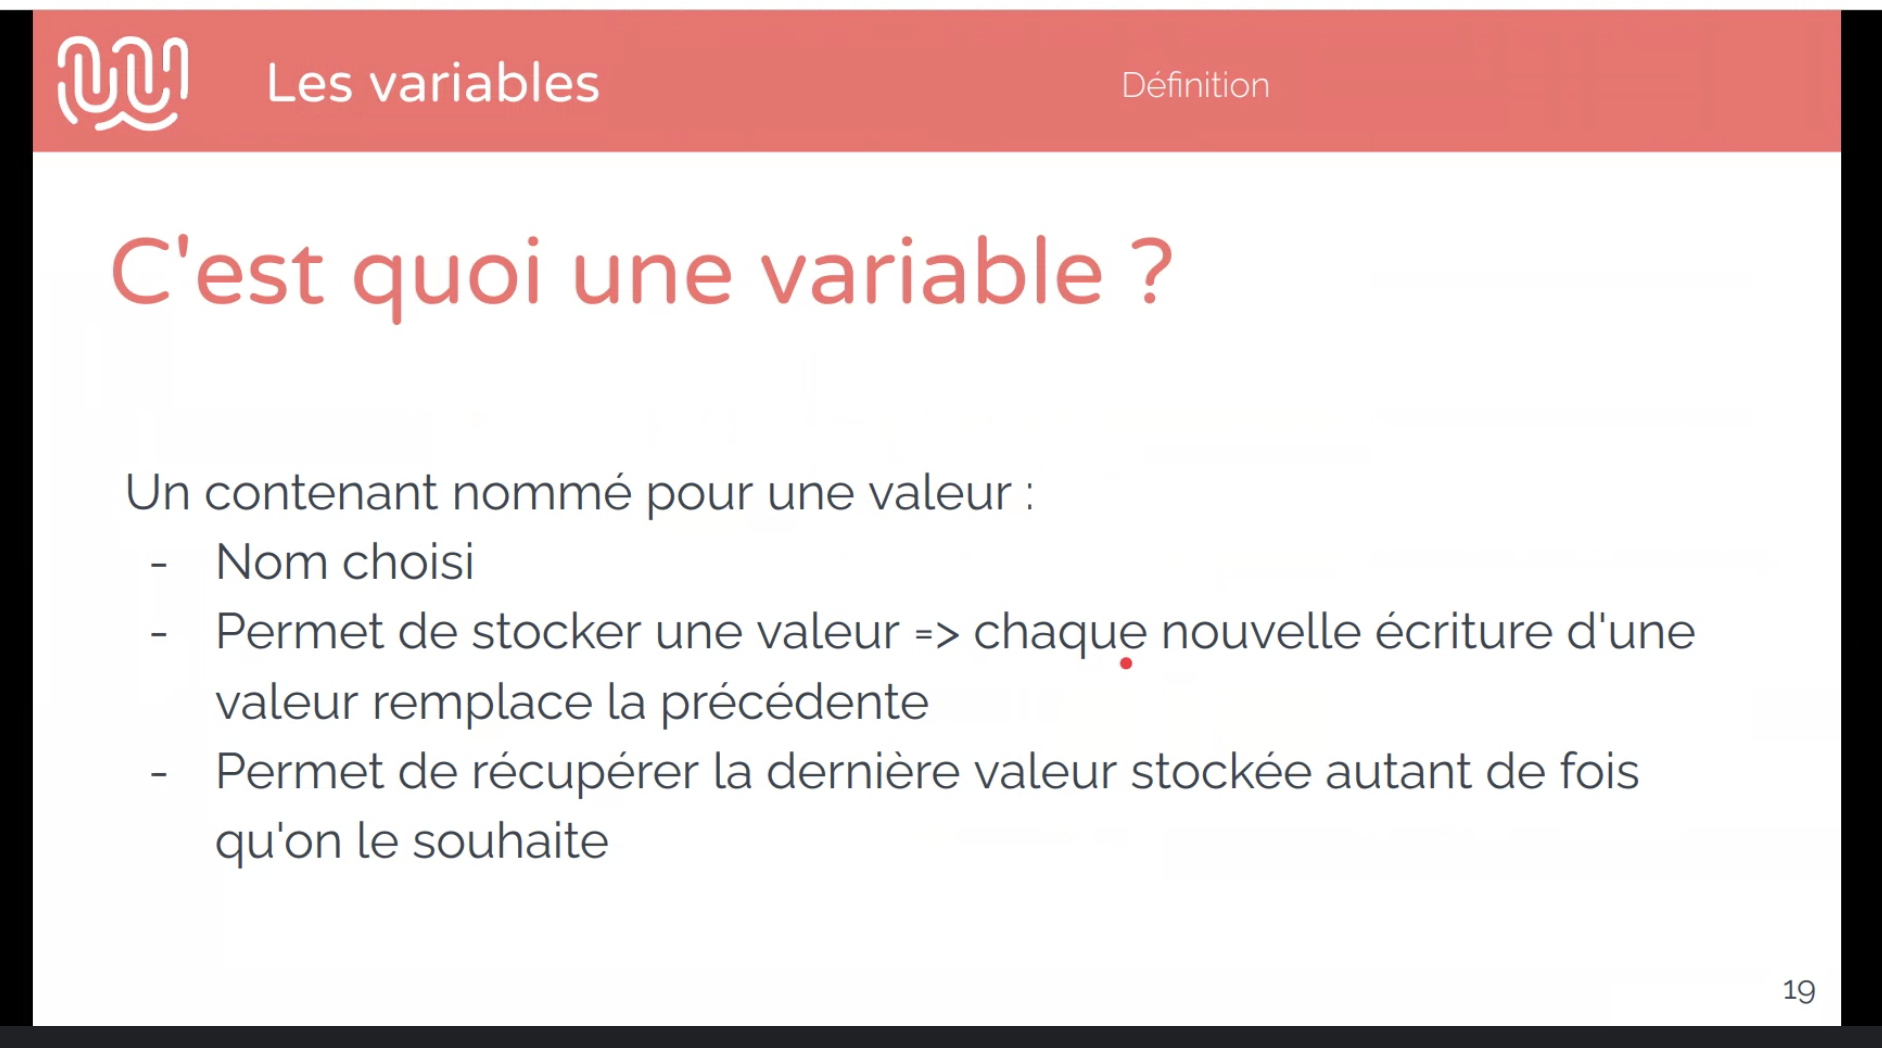 Les variables
Définition
C'est quoi une variable ?
Un contenant nommé pour une valeur :
- Nom choisi
- Permet de stocker une valeur => chaque nouvelle écriture d'une
valeur remplace la précédente
- Permet de récupérer la dernière valeur stockée autant de fois
qu'on le souhaite
19